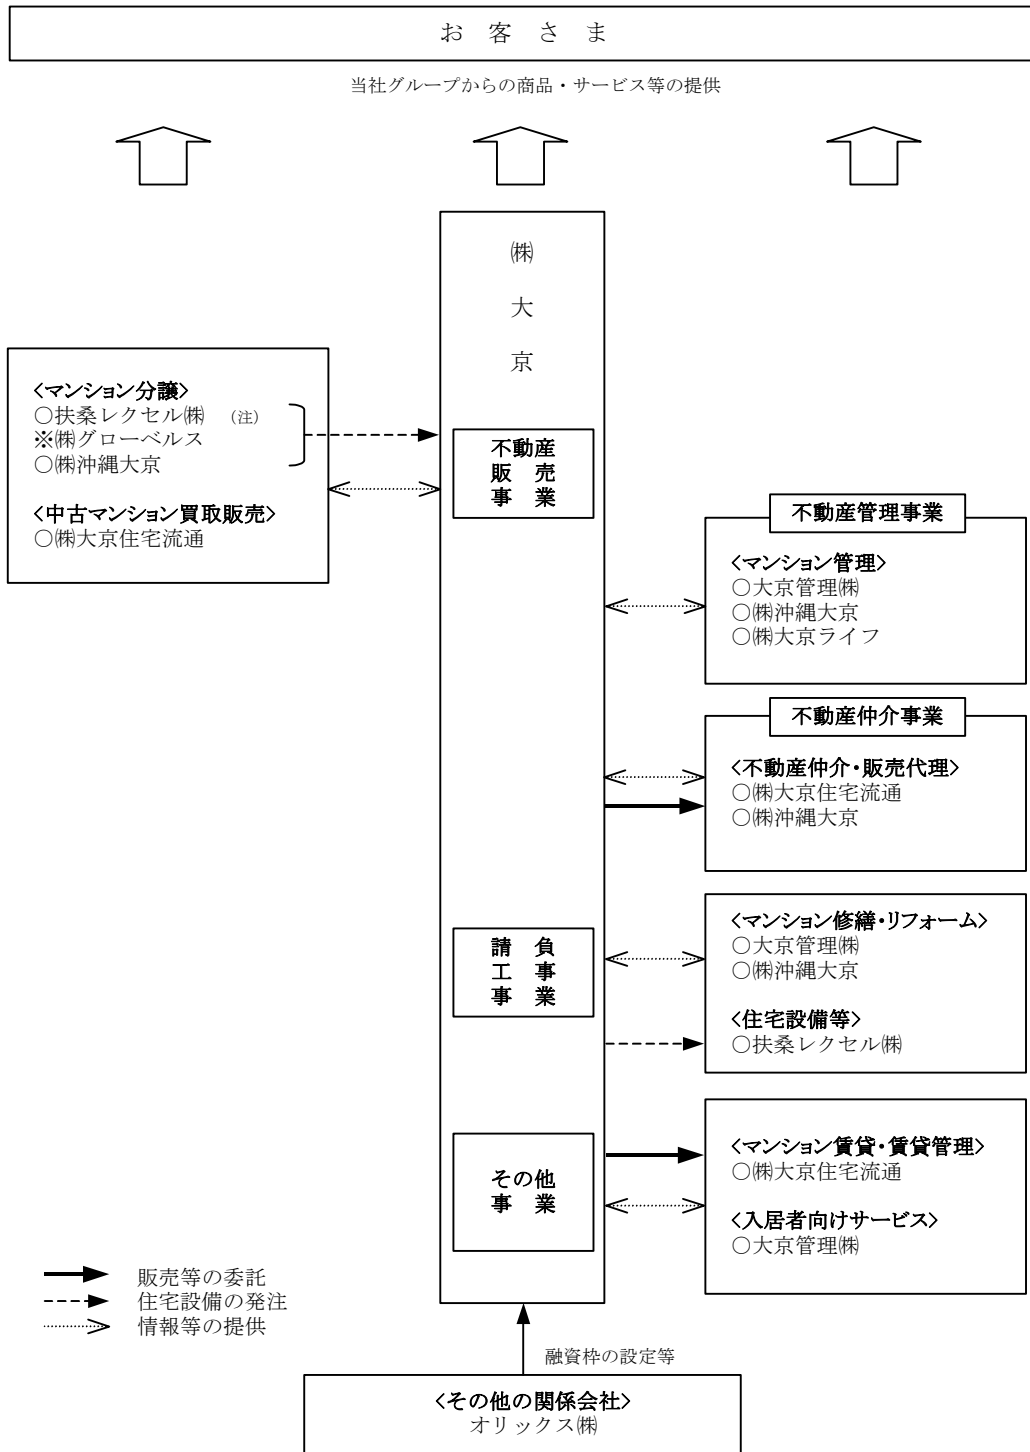 お 客 さ ま
当社グループからの商品・サービス等の提供
㈱
大
京
<マンション分譲>
○扶桑レクセル㈱ (注)
※㈱グローベルス
○㈱沖縄大京
<中古マンション買取販売>
○㈱大京住宅流通
不動産
販 売
事 業
不動産管理事業
<マンション管理>
○大京管理㈱
○㈱沖縄大京
○㈱大京ライフ
不動産仲介事業
<不動産仲介・販売代理>
○㈱大京住宅流通
○㈱沖縄大京
請 負
工 事
事 業
<マンション修繕・リフォーム>
○大京管理㈱
○㈱沖縄大京
<住宅設備等>
○扶桑レクセル㈱
その他
事 業
<マンション賃貸・賃貸管理>
○㈱大京住宅流通
<入居者向けサービス>
○大京管理㈱
販売等の委託
住宅設備の発注
情報等の提供
融資枠の設定等
<その他の関係会社>
オリックス㈱